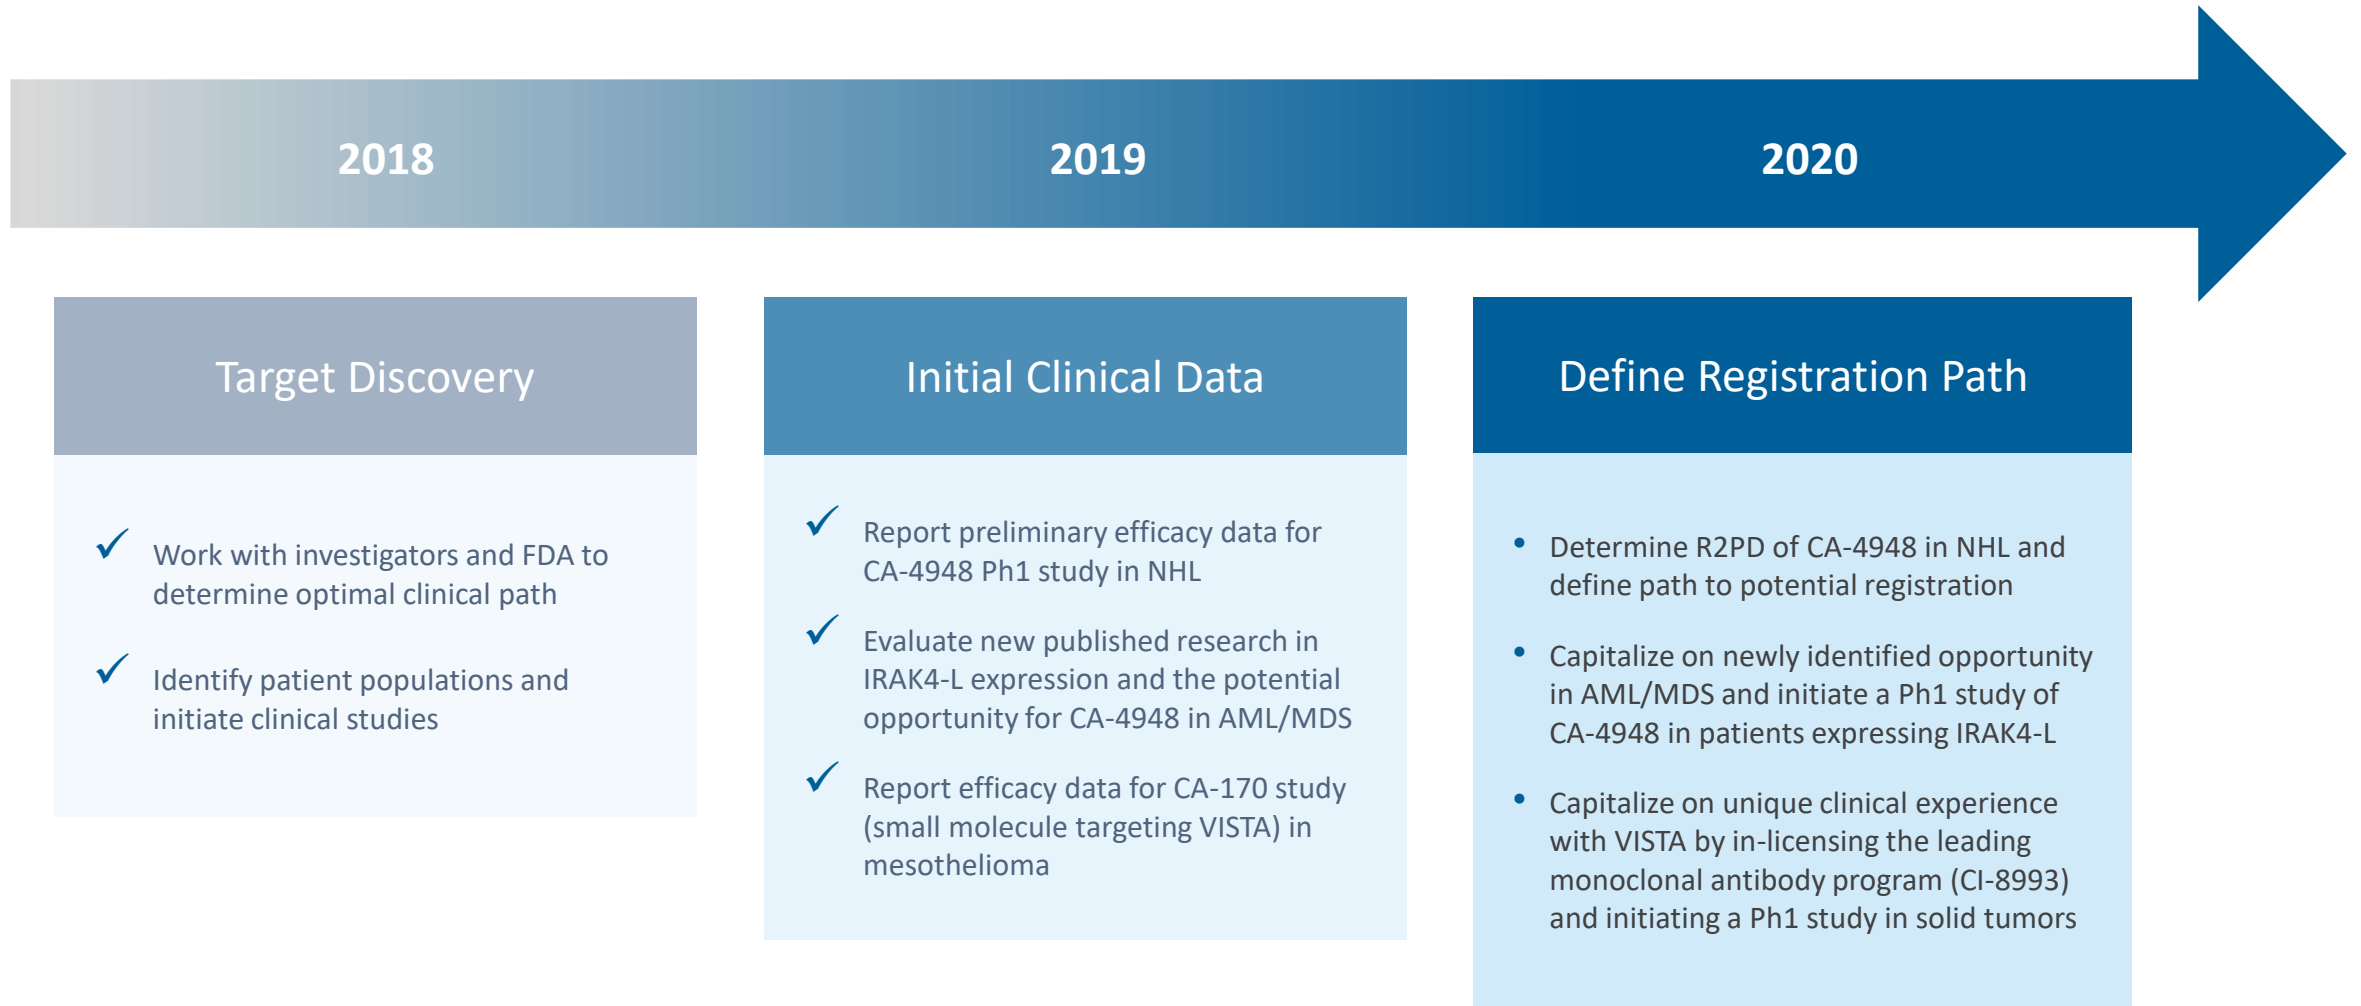 2018
2019
2020
Target Discovery
✓ Work with investigators and FDA to
determine optimal clinical path
✓ Identify patient populations and
initiate clinical studies
Initial Clinical Data
✓ Report preliminary efficacy data for
CA-4948 Ph1 study in NHL
✓ Evaluate new published research in
IRAK4-L expression and the potential
opportunity for CA-4948 in AML/MDS
✓ Report efficacy data for CA-170 study
(small molecule targeting VISTA) in
mesothelioma
Define Registration Path
• Determine R2PD of CA-4948 in NHL and
define path to potential registration
• Capitalize on newly identified opportunity
in AML/MDS and initiate a Ph1 study of
CA-4948 in patients expressing IRAK4-L
• Capitalize on unique clinical experience
with VISTA by in-licensing the leading
monoclonal antibody program (CI-8993)
and initiating a Ph1 study in solid tumors